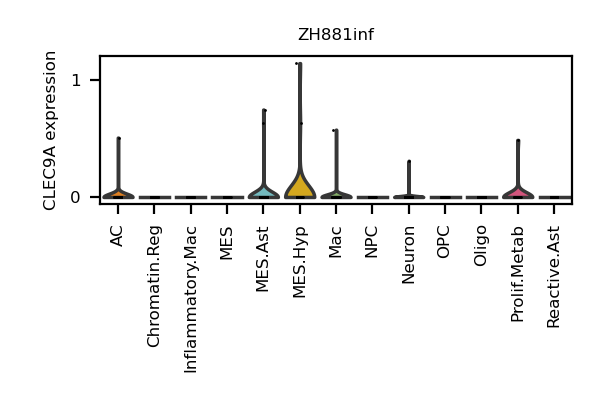 ZH881inf
CLEC9A expression
1
0
AC
Chromatin.Reg
Inflammatory.Mac
MES
MES.Ast
MES.Hyp
Mac
NPC
Neuron
OPC
Oligo
Prolif.Metab
Reactive.Ast